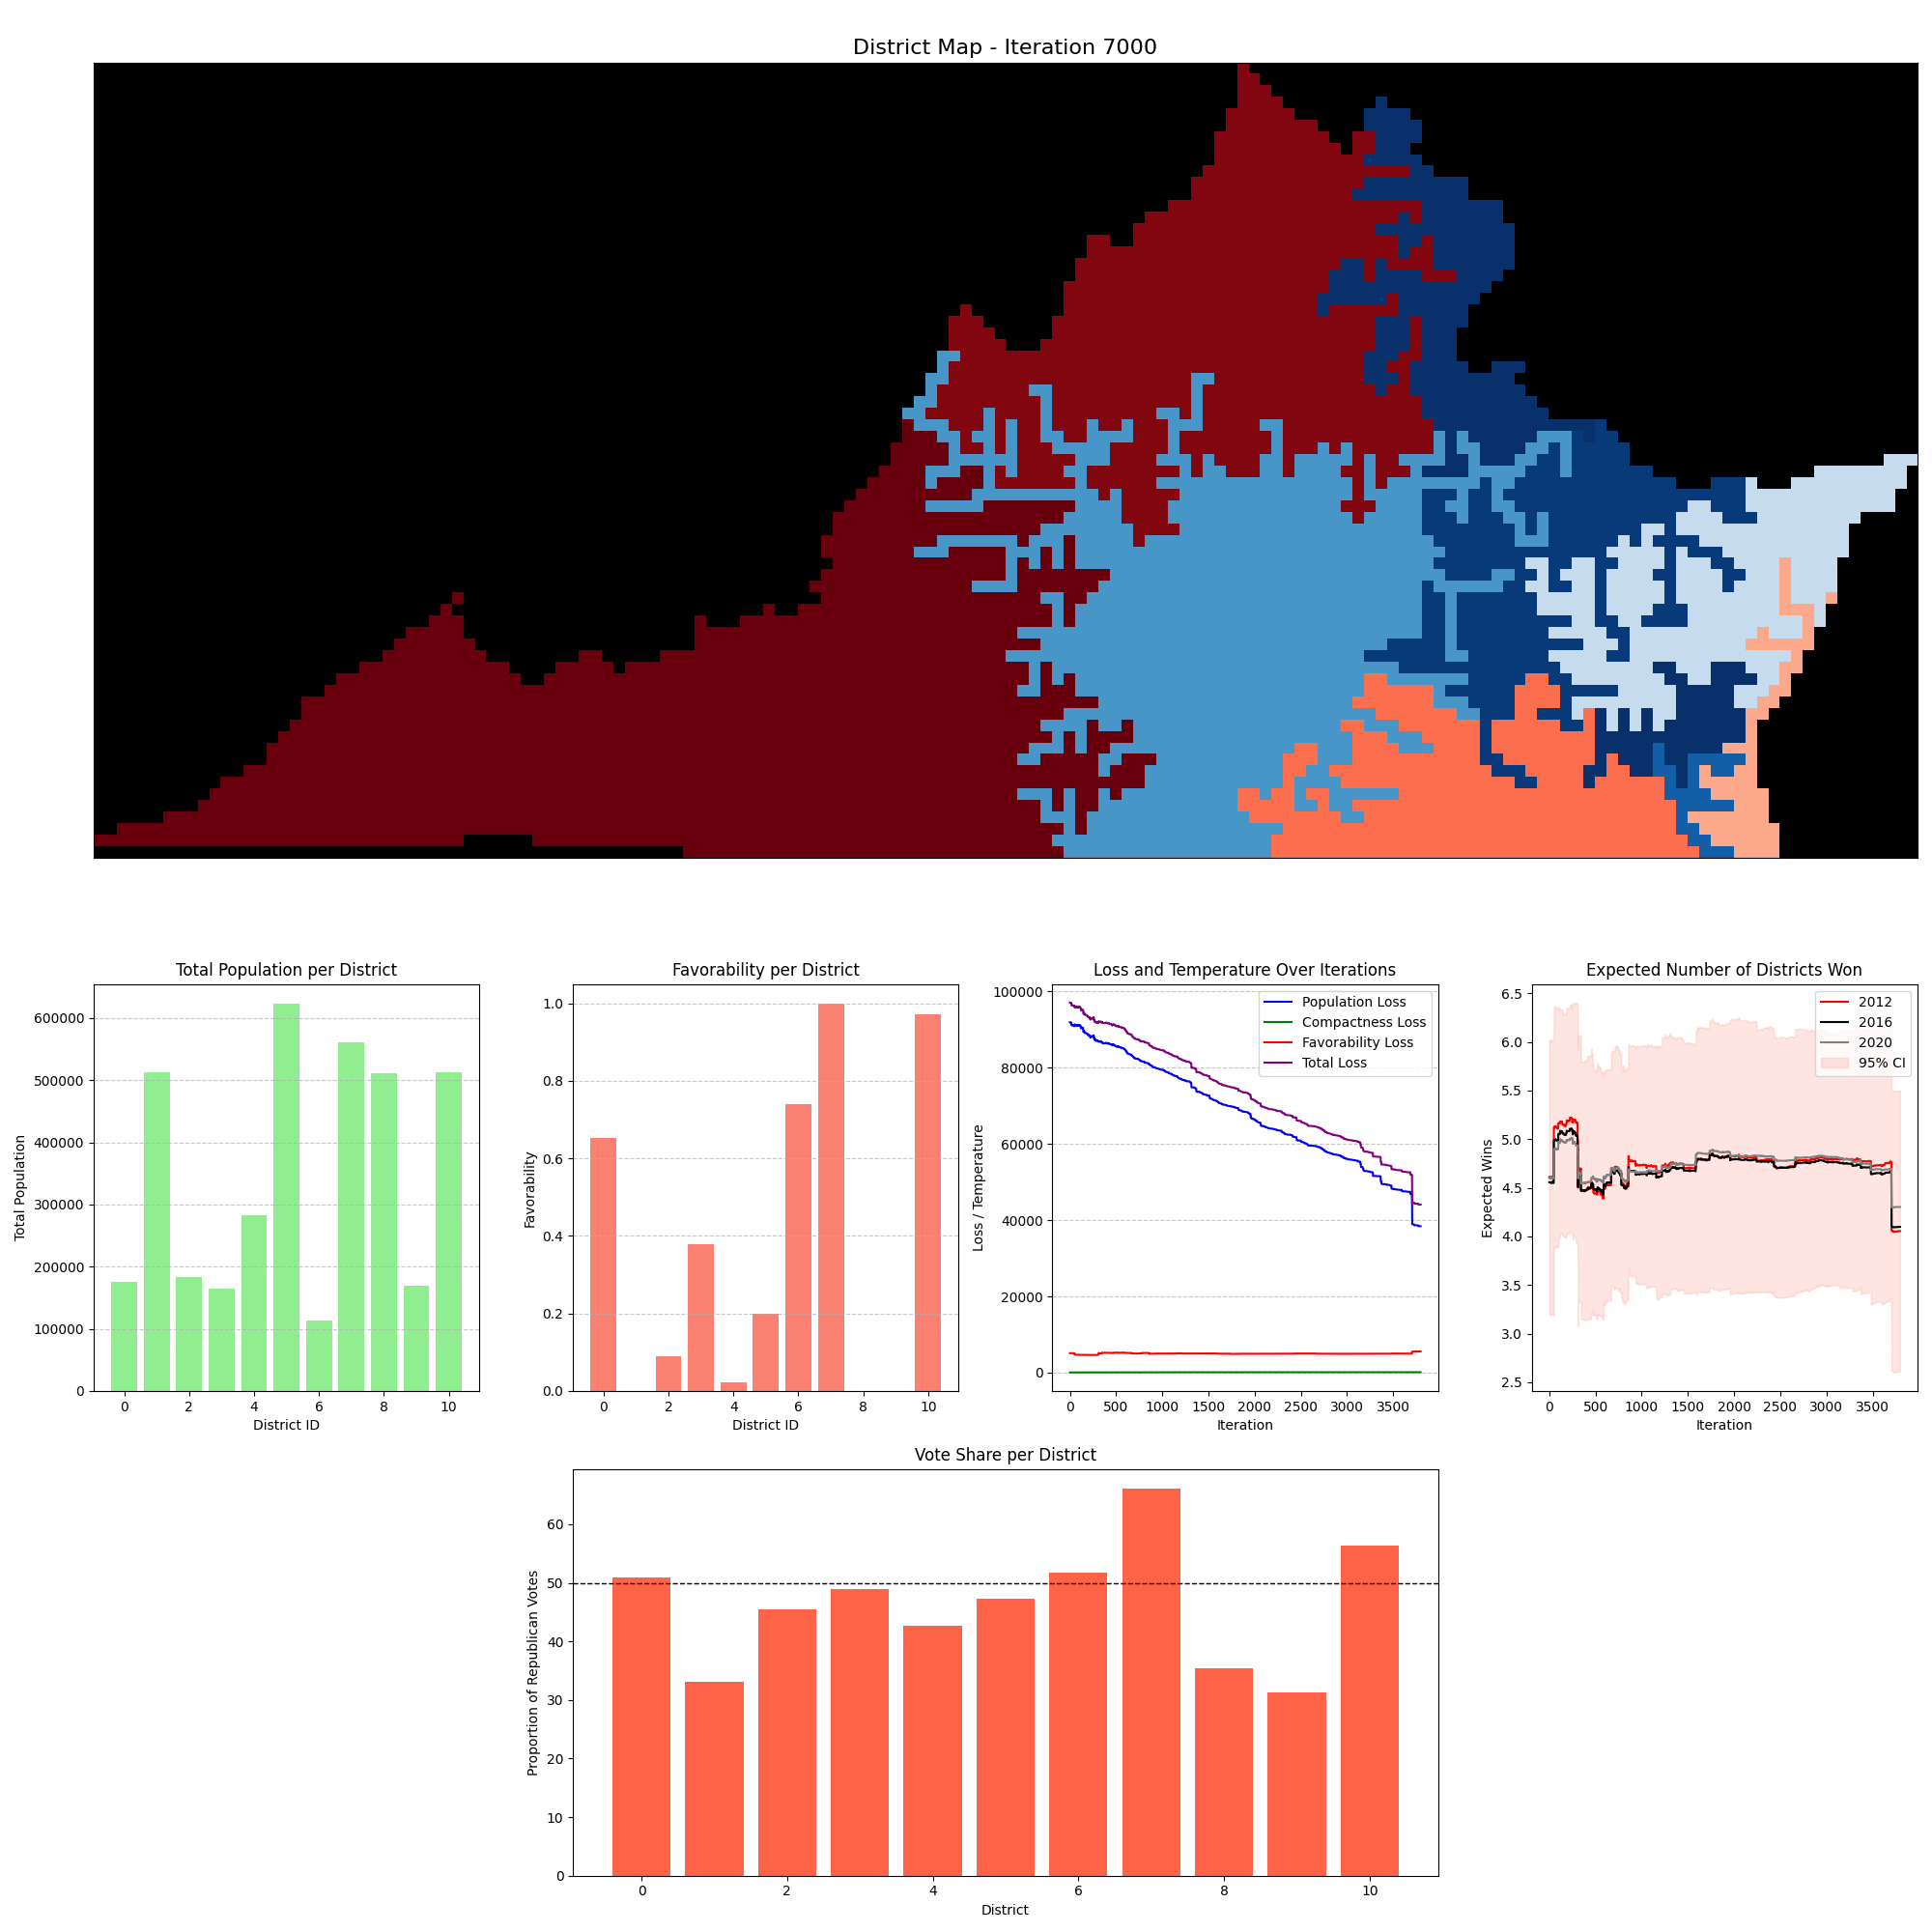 District Map - Iteration 7000
Total Population per District
Total Population
600000
500000
400000
300000
200000
100000
0
0 2 4 6 8 10
District ID
Favorability per District
Favorability
1.0
0.8
0.6
0.4
0.2
0.0
0 2 4 6 8 10
District ID
Loss and Temperature Over Iterations
Loss / Temperature
100000
80000
60000
40000
20000
0
Population Loss
Compactness Loss
Favorability Loss
Total Loss
0 500 1000 1500 2000 2500 3000 3500
Iteration
Expected Number of Districts Won
Expected Wins
6.5
6.0
5.5
5.0
4.5
4.0
3.5
3.0
2.5
2012
2016
2020
95% CI
0 500 1000 1500 2000 2500 3000 3500
Iteration
Vote Share per District
Proportion of Republican Votes
60
50
40
30
20
10
0
0 2 4 6 8 10
District